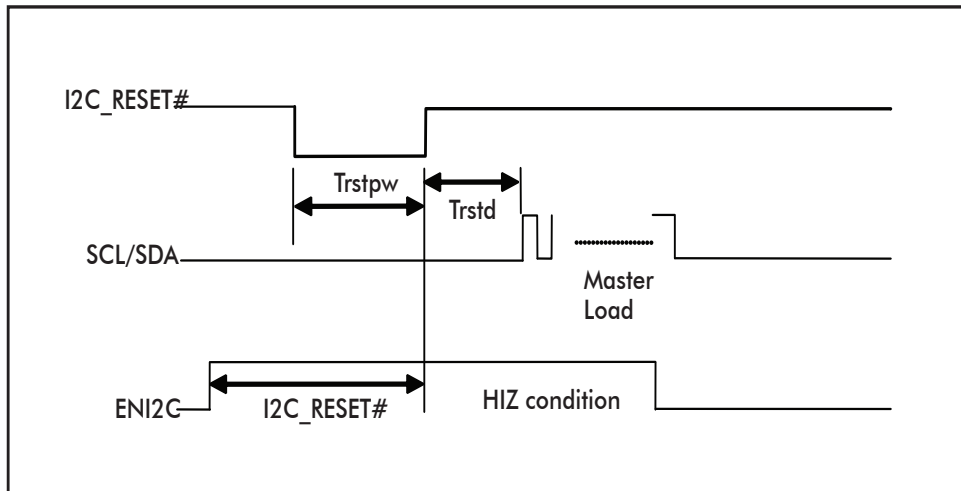 I2C_RESET#
Trstpw
Trstd
SCL/SDA
Master
Load
ENI2C
I2C_RESET#
HIZ condition